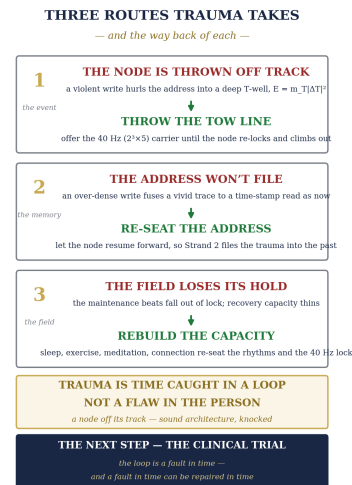 THREE ROUTES TRAUMA TAKES
— and the way back of each —
1
the event
THE NODE IS THROWN OFF TRACK
a violent write hurls the address into a deep T-well, E = m_T|ΔT|²
THROW THE TOW LINE
offer the 40 Hz (2³×5) carrier until the node re-locks and climbs out
2
the memory
THE ADDRESS WON'T FILE
an over-dense write fuses a vivid trace to a time-stamp read as now
RE-SEAT THE ADDRESS
let the node resume forward, so Strand 2 files the trauma into the past
3
the field
THE FIELD LOSES ITS HOLD
the maintenance beats fall out of lock; recovery capacity thins
REBUILD THE CAPACITY
sleep, exercise, meditation, connection re-seat the rhythms and the 40 Hz lock
TRAUMA IS TIME CAUGHT IN A LOOP
NOT A FLAW IN THE PERSON
a node off its track — sound architecture, knocked
THE NEXT STEP — THE CLINICAL TRIAL
the loop is a fault in time —
and a fault in time can be repaired in time